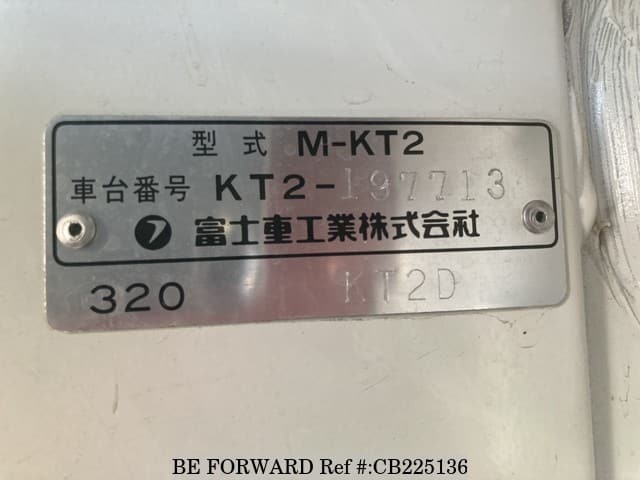 型式 M-KT2
車台番号 KT2-197713
フ 富士重工業株式会社
320 KT2D
BE FORWARD Ref #:CB225136